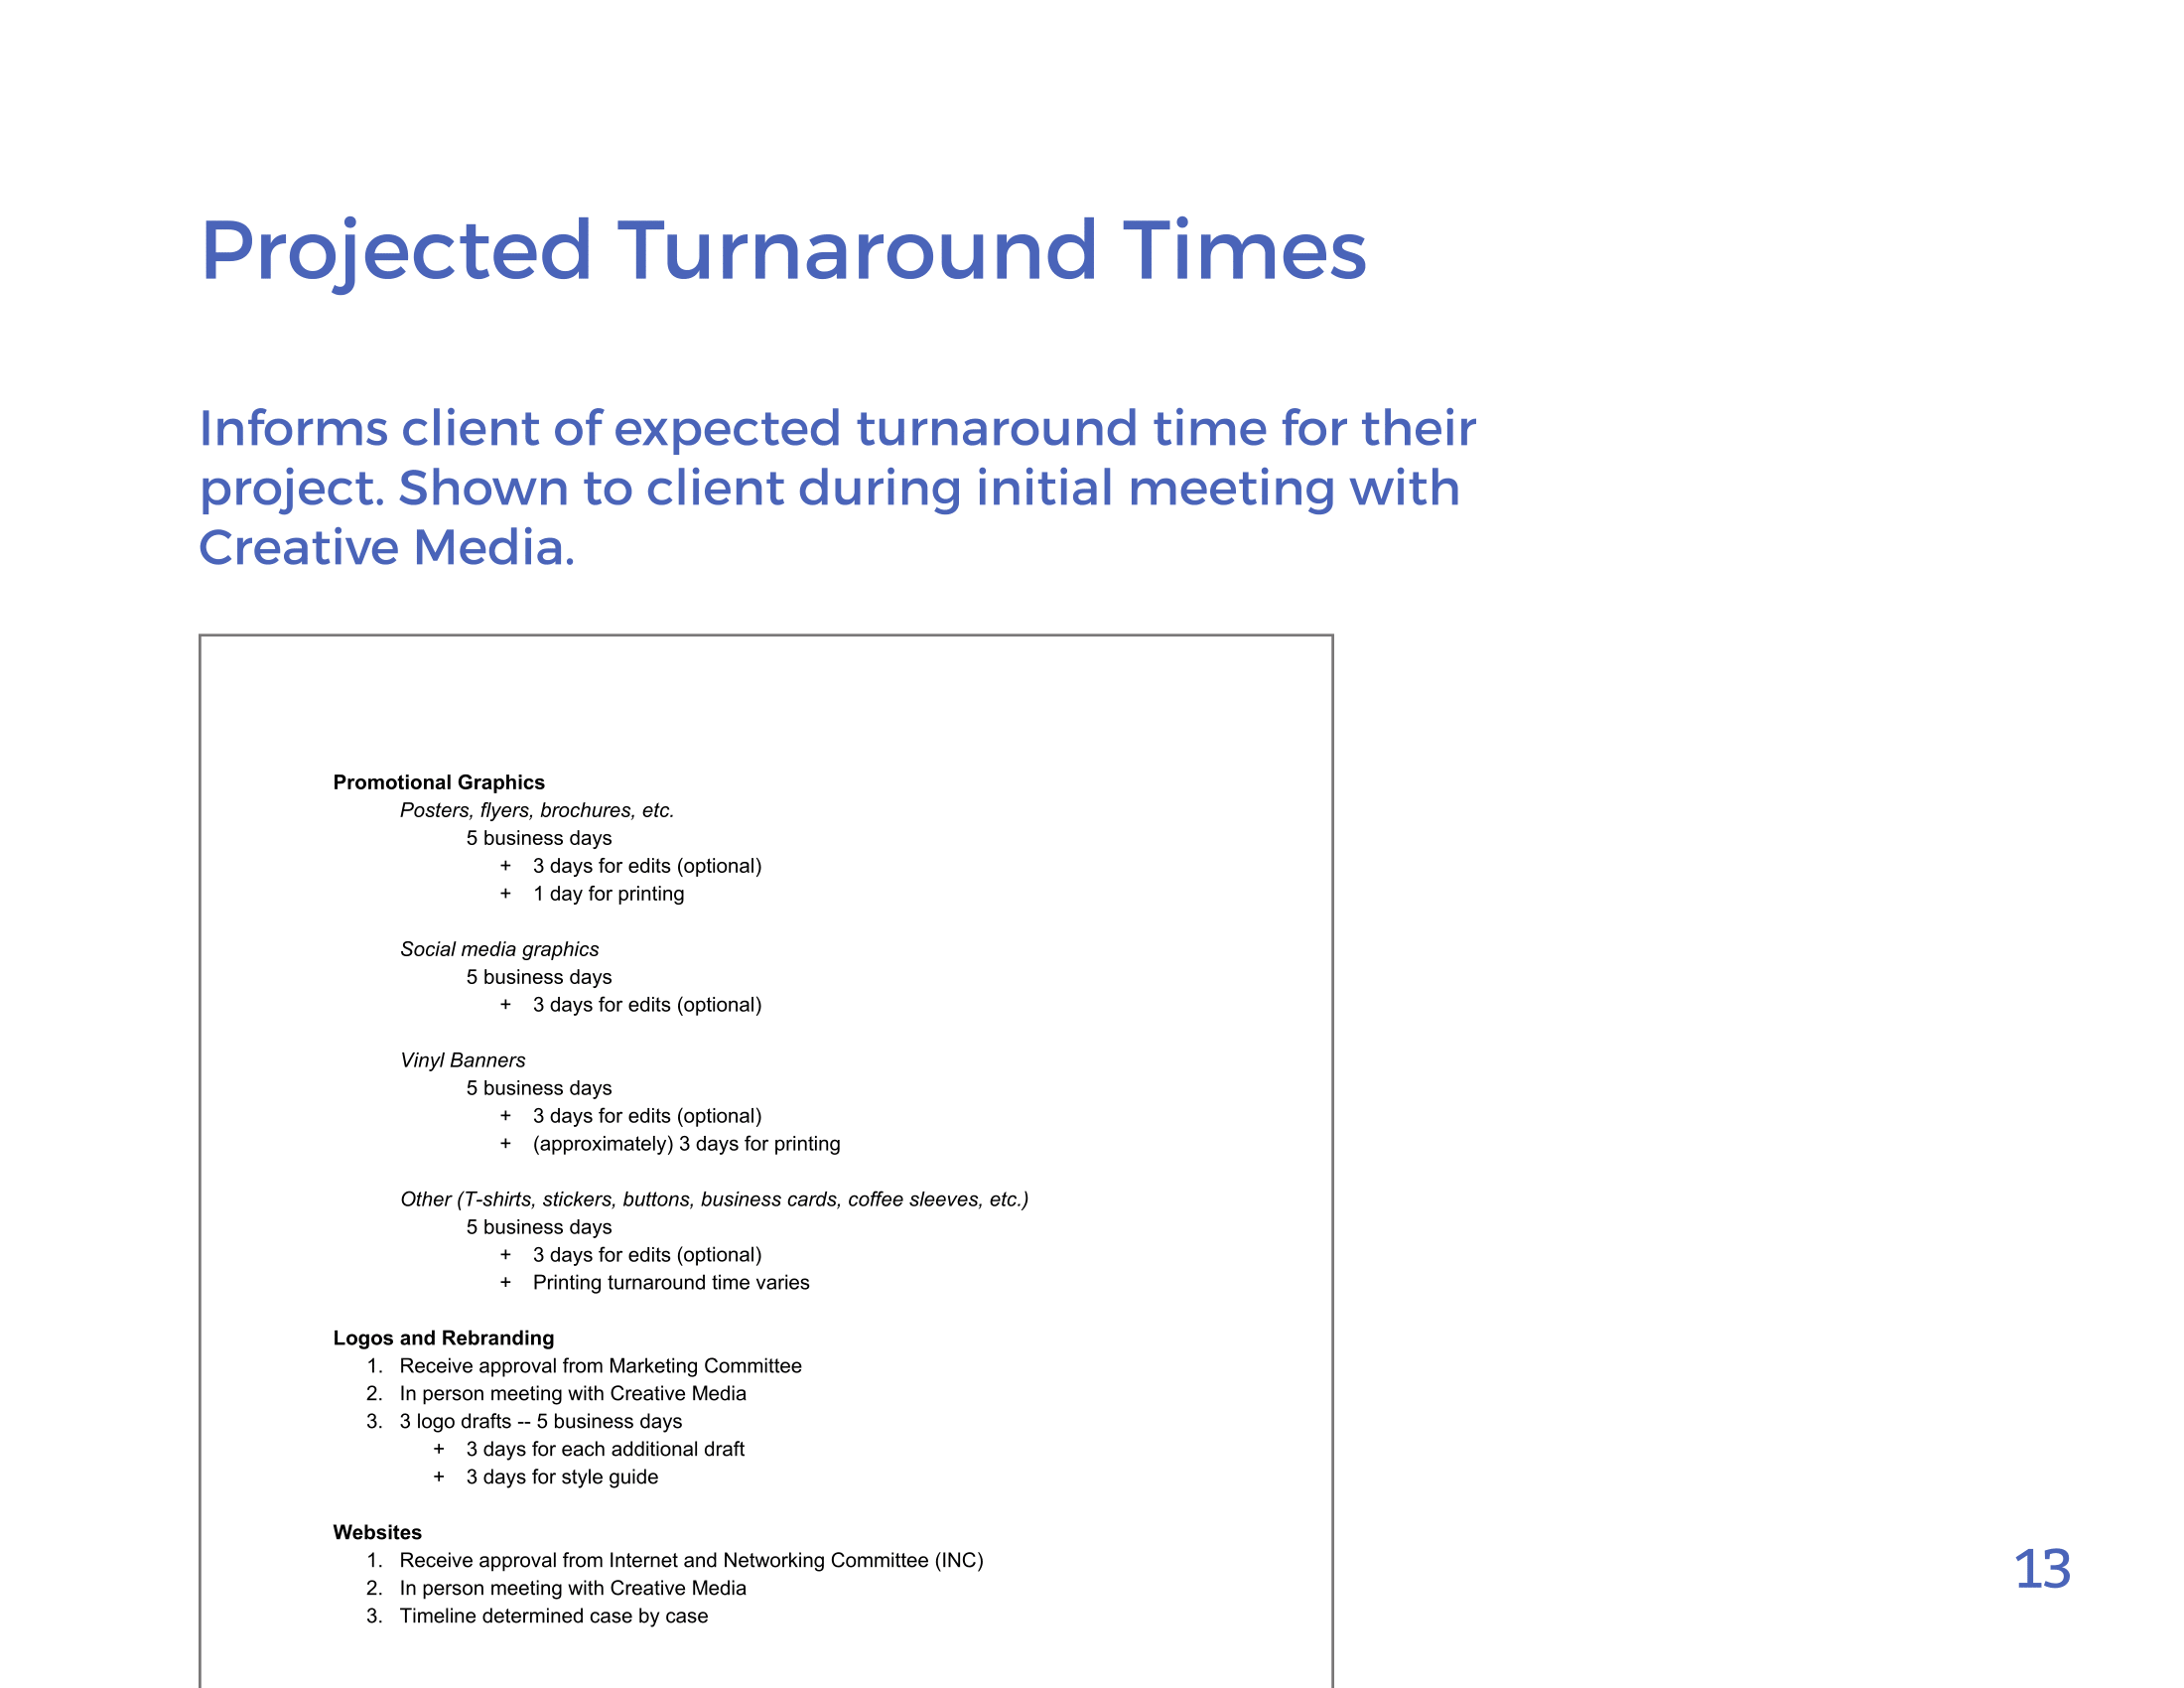 Projected Turnaround Times
Informs client of expected turnaround time for their
project. Shown to client during initial meeting with
Creative Media.
Promotional Graphics
Posters, flyers, brochures, etc.
5 business days
+ 3 days for edits (optional)
+ 1 day for printing
Social media graphics
5 business days
+ 3 days for edits (optional)
Vinyl Banners
5 business days
+ 3 days for edits (optional)
+ (approximately) 3 days for printing
Other (T-shirts, stickers, buttons, business cards, coffee sleeves, etc.)
5 business days
+ 3 days for edits (optional)
+ Printing turnaround time varies
Logos and Rebranding
1. Receive approval from Marketing Committee
2. In person meeting with Creative Media
3. 3 logo drafts -- 5 business days
+ 3 days for each additional draft
+ 3 days for style guide
Websites
1. Receive approval from Internet and Networking Committee (INC)
2. In person meeting with Creative Media
3. Timeline determined case by case
13